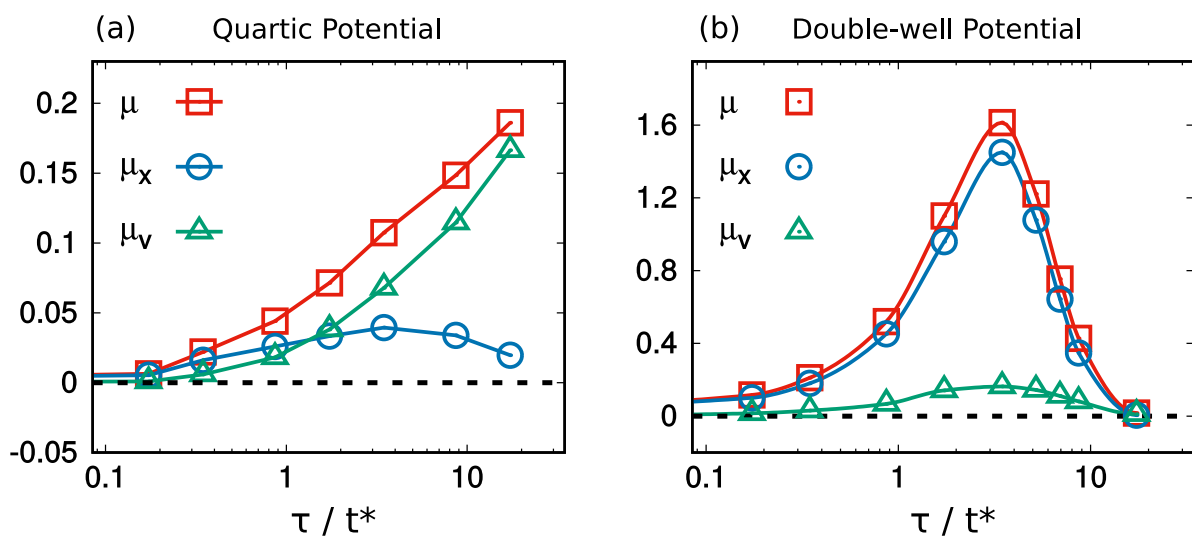 (a) Quartic Potential
0.2
0.15
0.1
0.05
0
-0.05
μ
μx
μv
0.1 1 10
τ / t*
(b) Double-well Potential
1.6
1.2
0.8
0.4
0
μ
μx
μv
0.1 1 10
τ / t*